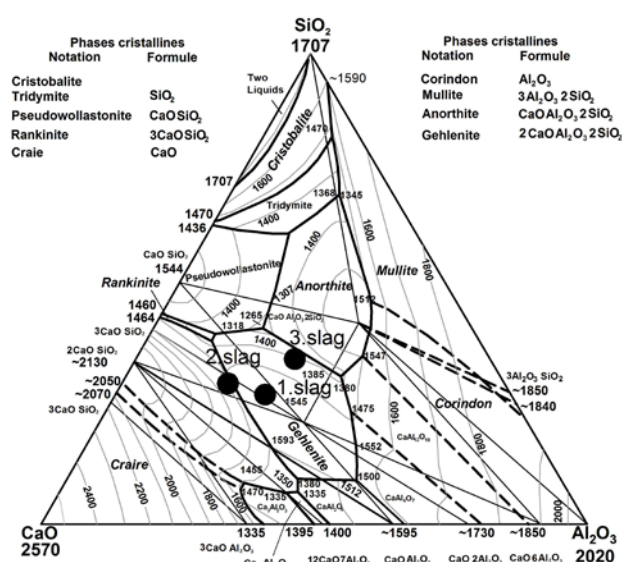 SiO₂
1707
Phases cristallines
Notation Formule
Cristobalite
Tridymite SiO₂
Pseudowollastonite CaOSiO₂
Rankinite 3CaOSiO₂
Craie CaO
Phases cristallines
Notation Formule
Corindon Al₂O₃
Mullite 3Al₂O₃ 2SiO₂
Anorthite CaOAl₂O₃ 2SiO₂
Gehlenite 2CaOAl₂O₃ 2SiO₂
~1590
Two
Liquids
Cristobalite
1470
1600
1707
1368
1345
Tridymite
1470
1436
1400
1600
1800
1400
CaO SiO₂
1544
Pseudowollastonite
Anorthite
Mullite
Rankinite
1307
1512
1460
1464
1400
1265
CaO Al₂O₃ 2SiO₂
1318
3CaO SiO₂
2CaO SiO₂
~2130
2.slag
1400
3.slag
1385
1380
1547
~2050
~2070
3CaO SiO₂
1.slag
1545
1475
1600
Corindon
3Al₂O₃ SiO₂
~1850
~1840
Gehlenite
1593
1552
1800
Craire
1455
1350
1380
1500
1512
2400
2200
2000
1800
1600
1470
1335
1335
2000
CaO
2570
1335
1395
1400
~1595
~1730
~1850
Al₂O₃
2020
3CaO Al₂O₃
12CaO7Al₂O₃
CaO Al₂O₃
CaO 2Al₂O₃
CaO 6Al₂O₃